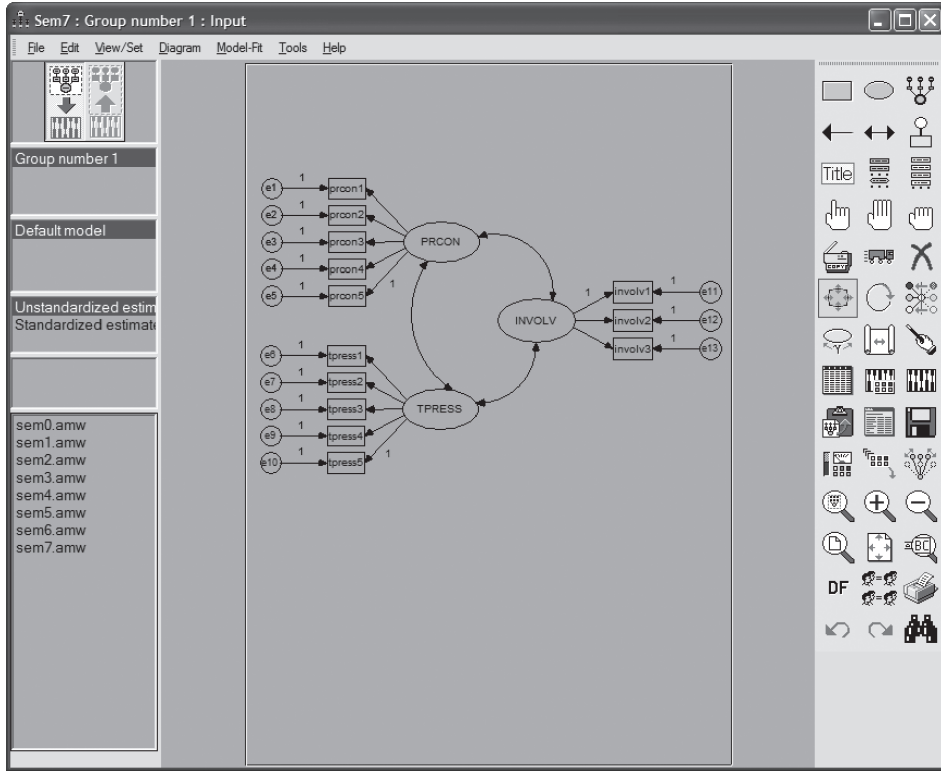 Sem7 : Group number 1 : Input
File Edit View/Set Diagram Model-Fit Tools Help
Group number 1
Default model
Unstandardized estim
Standardized estimate
sem0.amw
sem1.amw
sem2.amw
sem3.amw
sem4.amw
sem5.amw
sem6.amw
sem7.amw
e1 1 prcon1
e2 1 prcon2
e3 1 prcon3
e4 1 prcon4
e5 1 prcon5
1
PRCON
e6 1 tpress1
e7 1 tpress2
e8 1 tpress3
e9 1 tpress4
e10 1 tpress5
1
TPRESS
INVOLV
1
involv1 1 e11
involv2 1 e12
involv3 1 e13
Title
COPY
γ
BC
DF